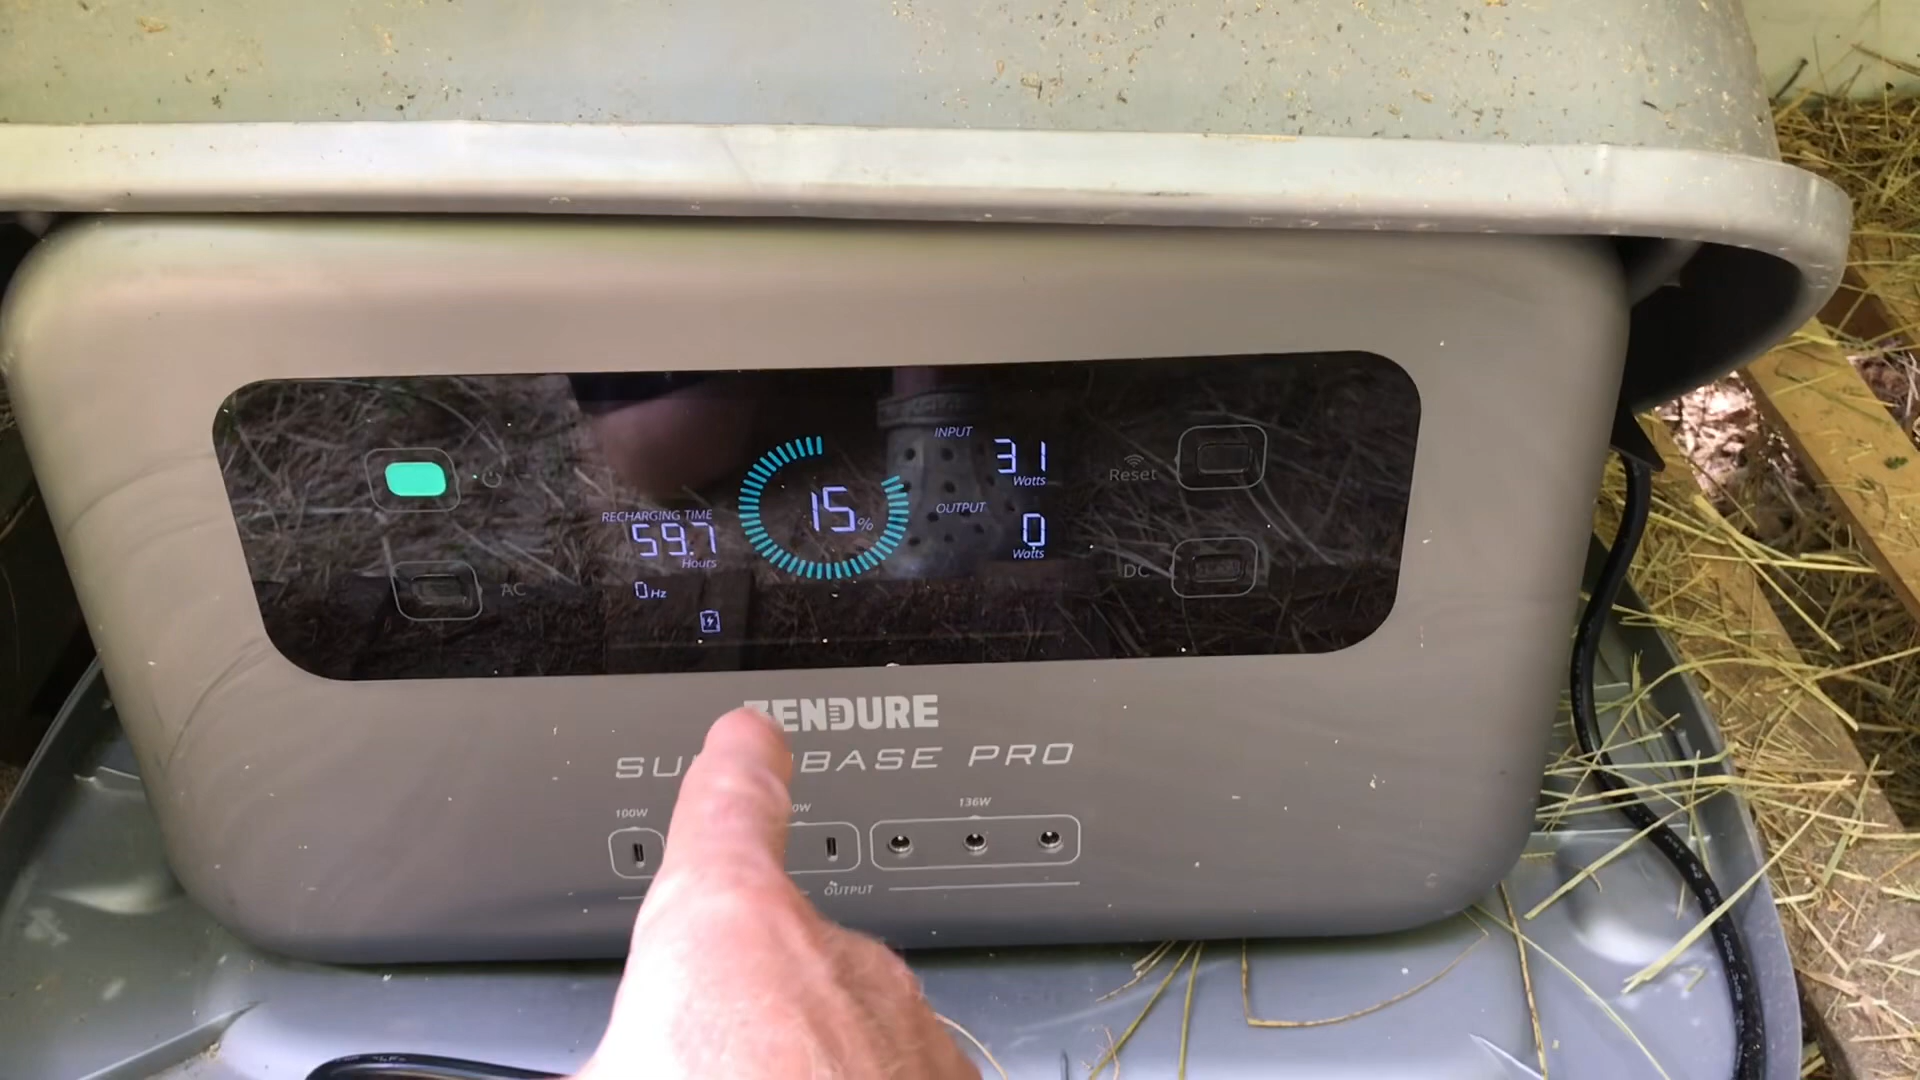 INPUT
31
Watts
Reset
RECHARGING TIME
59.7
Hours
15%
OUTPUT
0
Watts
AC
0Hz
DC
ZENDURE
BASE PRO
100W
136W
OUTPUT